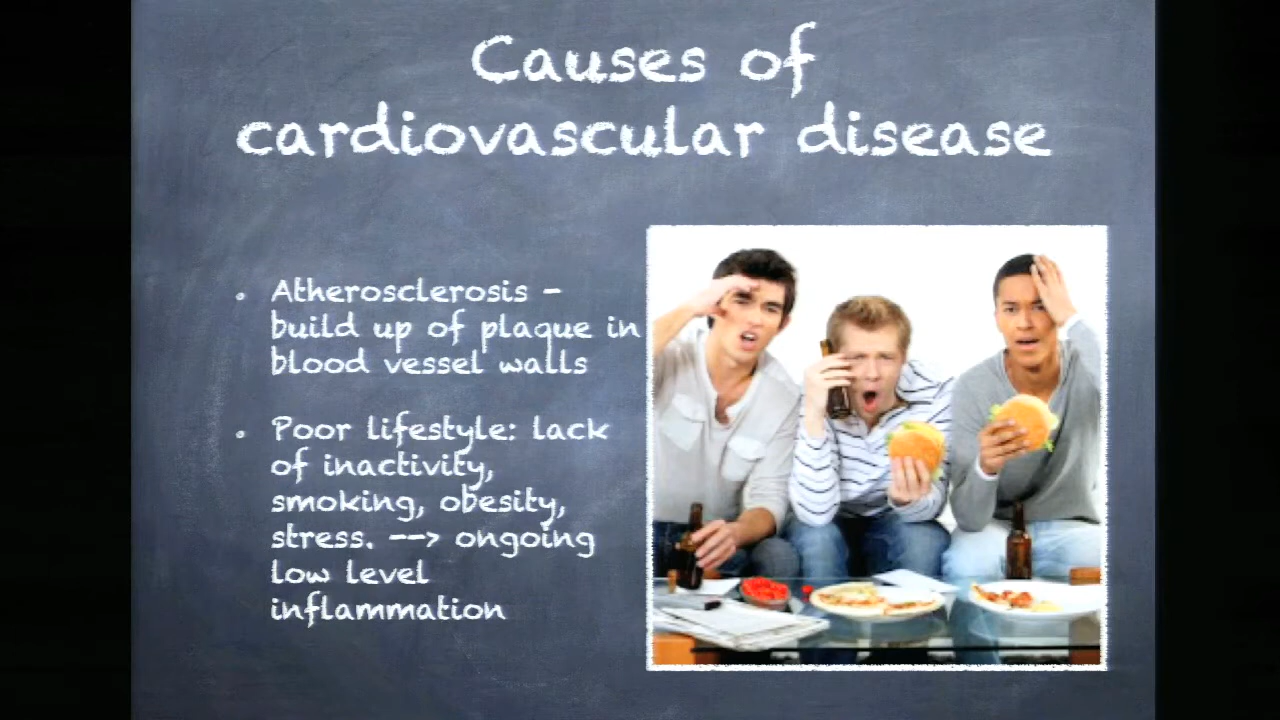 Causes of
cardiovascular disease
• Atherosclerosis -
build up of plaque in
blood vessel walls
• Poor lifestyle: lack
of inactivity,
smoking, obesity,
stress. --> ongoing
low level
inflammation